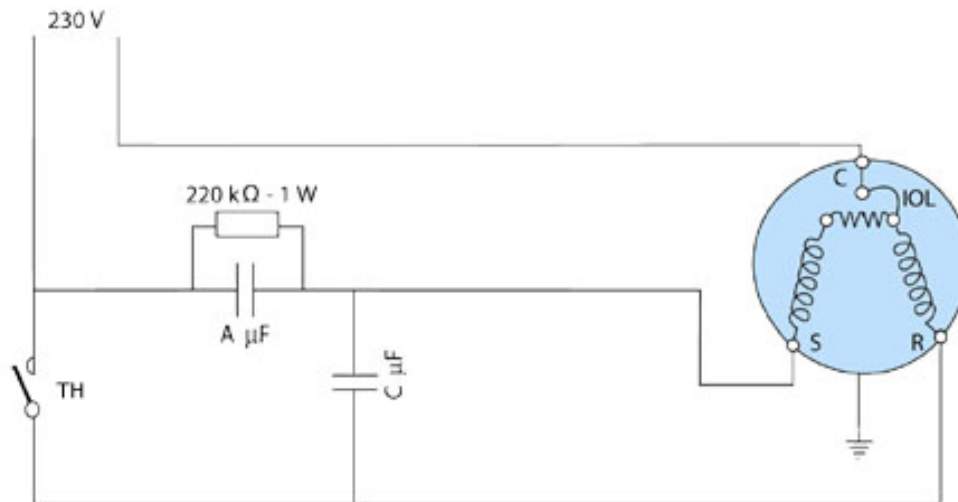 230 V
220 kΩ - 1 W
C
IOL
A µF
S
R
TH
C µF